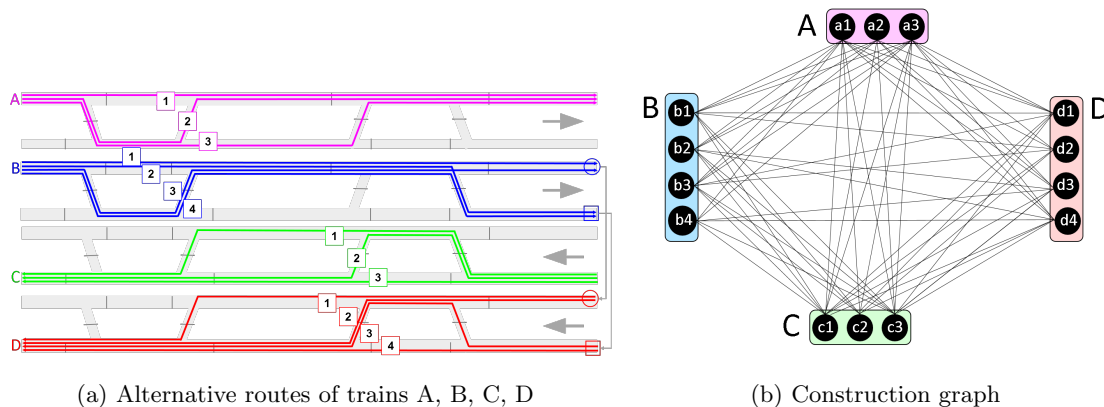 A
1
2
3
B
1
2
3
4
1
2
C
3
1
2
3
D
4
A
a1 a2 a3
B
b1
b2
b3
b4
D
d1
d2
d3
d4
C
c1 c2 c3
(a) Alternative routes of trains A, B, C, D
(b) Construction graph